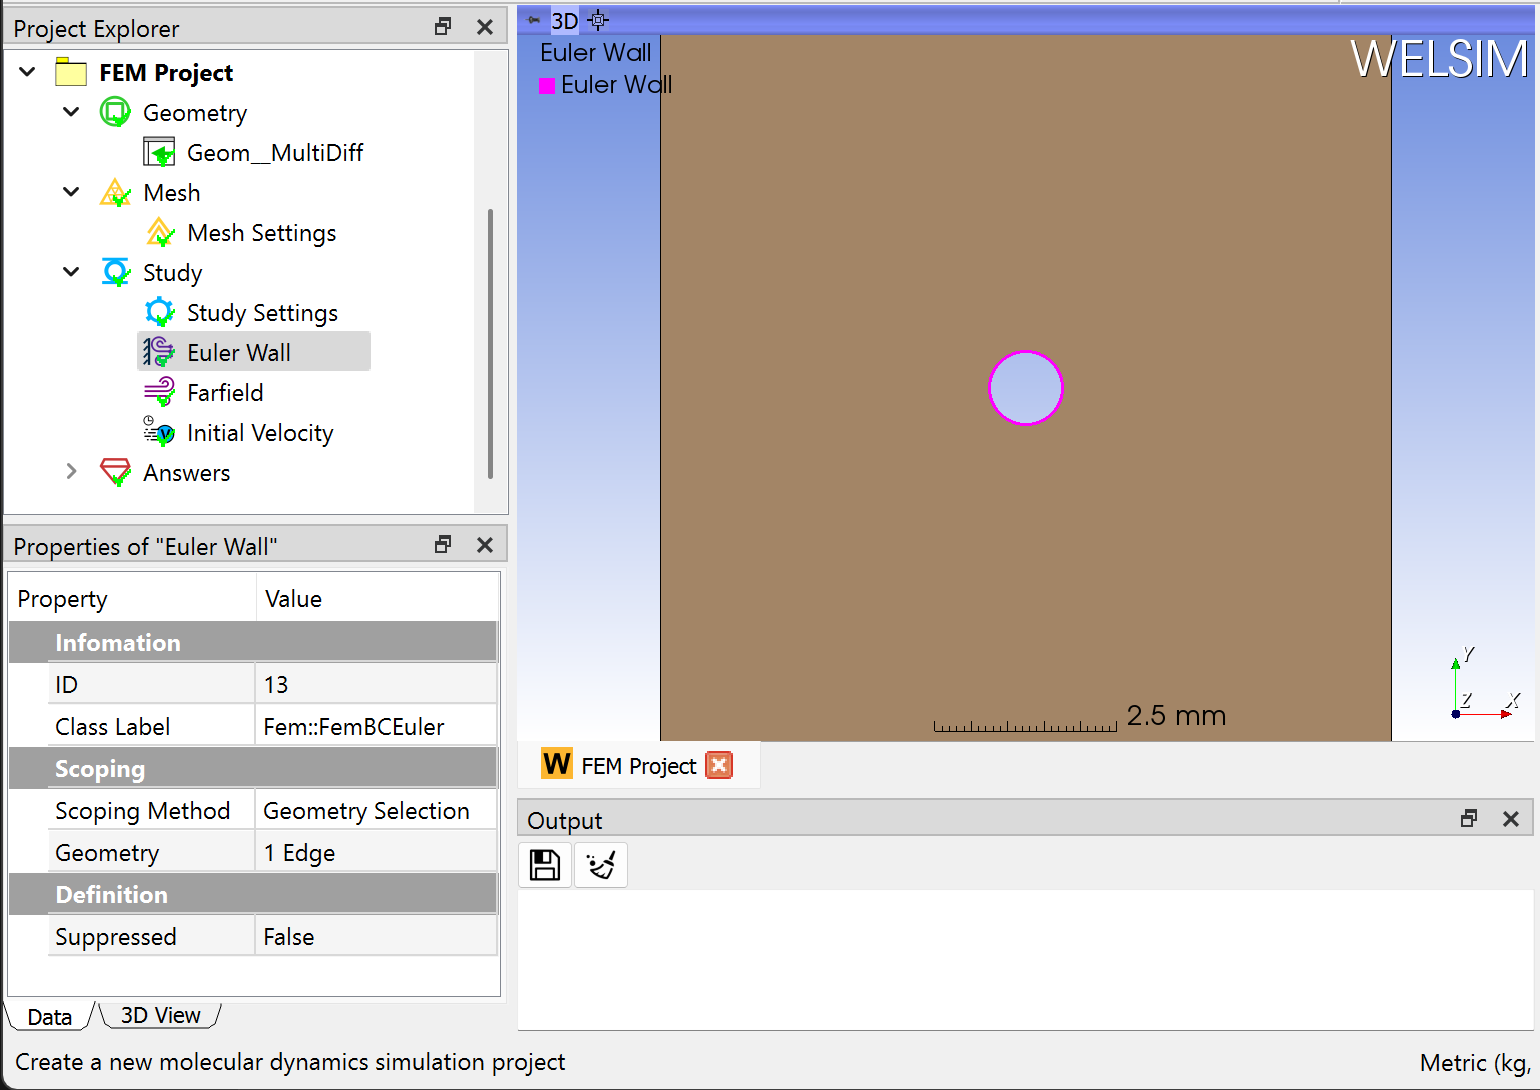 Project Explorer
FEM Project
Geometry
Geom__MultiDiff
Mesh
Mesh Settings
Study
Study Settings
Euler Wall
Farfield
Initial Velocity
Answers
Properties of "Euler Wall"
Property Value
Infomation
ID 13
Class Label Fem::FemBCEuler
Scoping
Scoping Method Geometry Selection
Geometry 1 Edge
Definition
Suppressed False
Data 3D View
3D
Euler Wall
Euler Wall
WELSIM
2.5 mm
Y
Z X
W FEM Project
Output
Create a new molecular dynamics simulation project
Metric (kg,